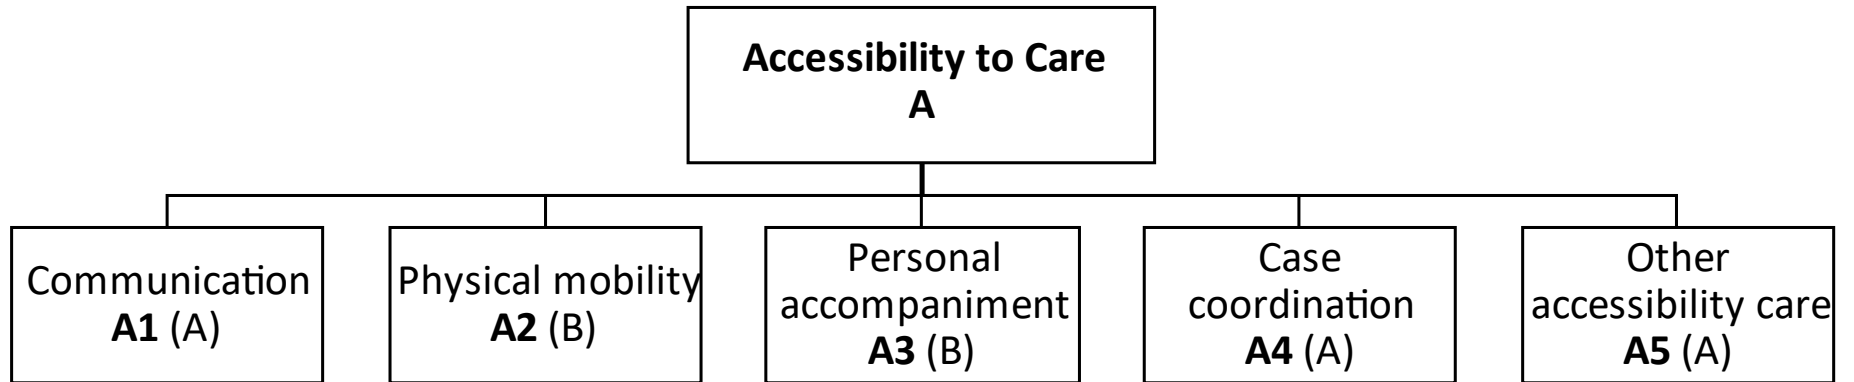 Accessibility to Care
A
Communication
A1 (A)
Physical mobility
A2 (B)
Personal
accompaniment
A3 (B)
Case
coordination
A4 (A)
Other
accessibility care
A5 (A)